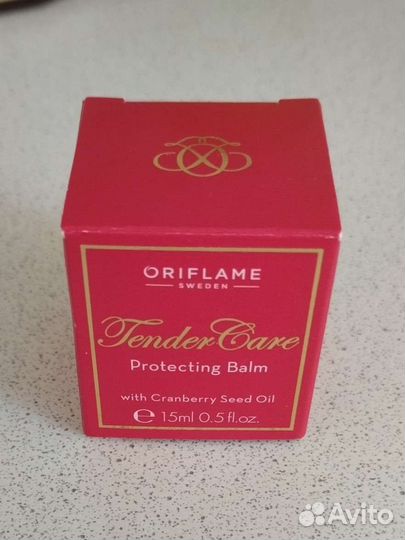 ORIFLAME
SWEDEN
Tender Care
Protecting Balm
with Cranberry Seed Oil
℮ 15ml 0.5 fl.oz.
Avito